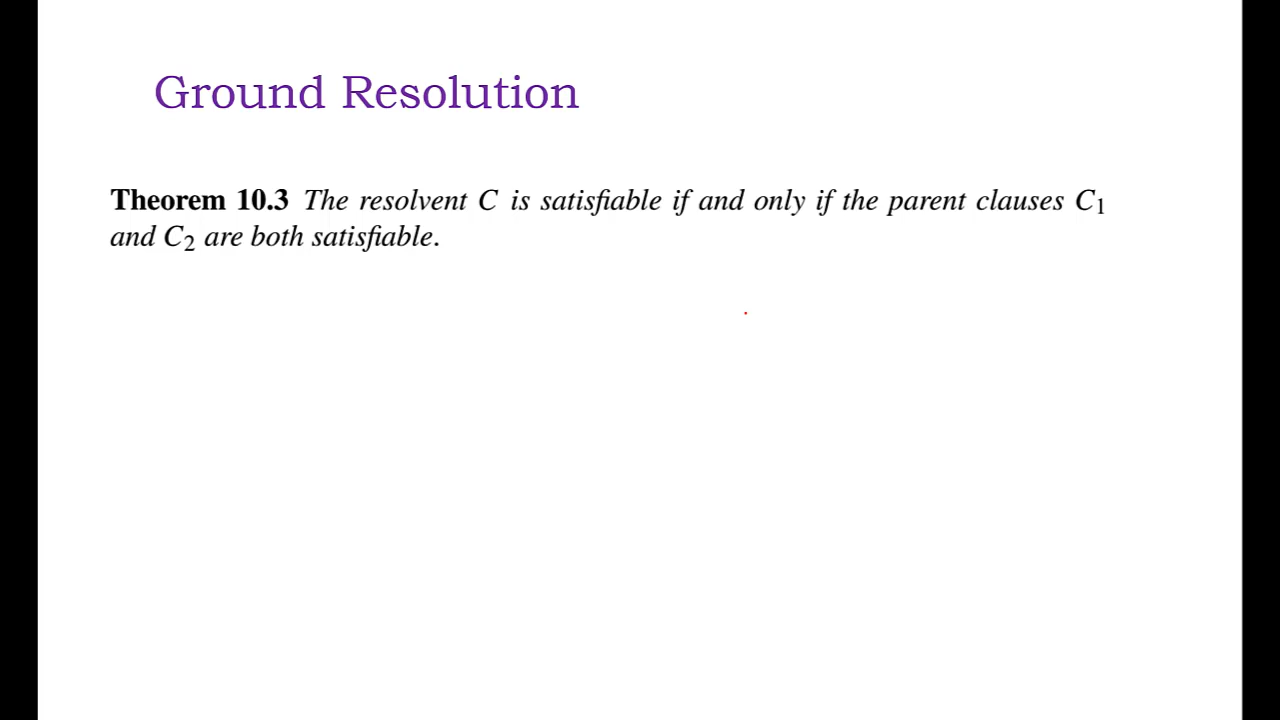 Ground Resolution
Theorem 10.3 The resolvent C is satisfiable if and only if the parent clauses C₁
and C₂ are both satisfiable.